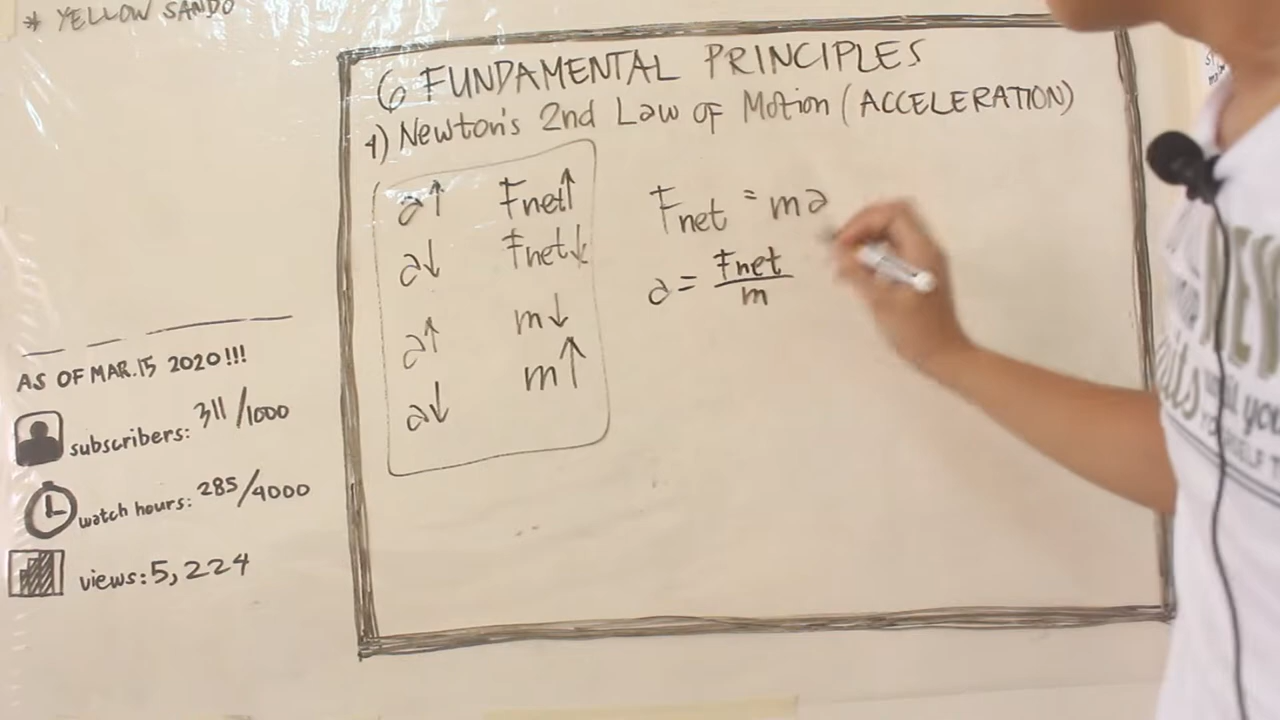 * YELLOW SANDO
6 FUNDAMENTAL PRINCIPLES
4) Newton's 2nd Law of Motion (ACCELERATION)
a↑ Fnet↑
a↓ Fnet↓
a↑ m↓
a↓ m↑
Fnet = ma
a = Fnet/m
AS OF MAR.15 2020!!!
subscribers: 311/1000
watch hours: 285/4000
views: 5,224